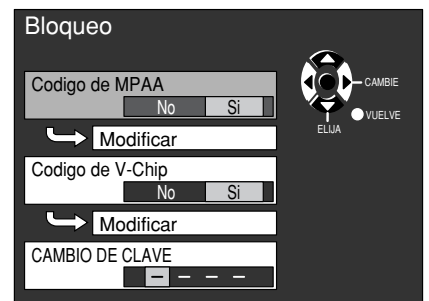 Bloqueo
Codigo de MPAA
No Si
Modificar
Codigo de V-Chip
No Si
Modificar
CAMBIO DE CLAVE
– – – –
CAMBIE
VUELVE
ELIJA